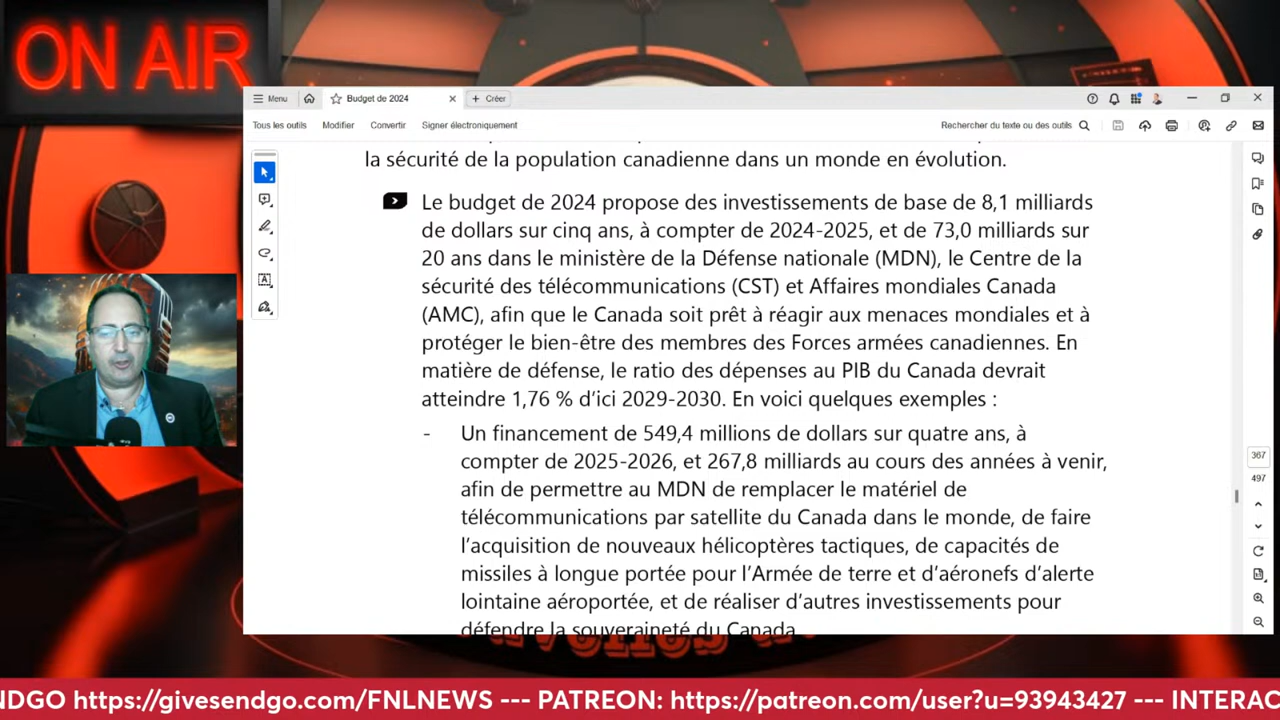 ON AIR
Menu
Budget de 2024
Créer
Tous les outils
Modifier
Convertir
Signer électroniquement
Rechercher du texte ou des outils
la sécurité de la population canadienne dans un monde en évolution.
Le budget de 2024 propose des investissements de base de 8,1 milliards
de dollars sur cinq ans, à compter de 2024-2025, et de 73,0 milliards sur
20 ans dans le ministère de la Défense nationale (MDN), le Centre de la
sécurité des télécommunications (CST) et Affaires mondiales Canada
(AMC), afin que le Canada soit prêt à réagir aux menaces mondiales et à
protéger le bien-être des membres des Forces armées canadiennes. En
matière de défense, le ratio des dépenses au PIB du Canada devrait
atteindre 1,76 % d'ici 2029-2030. En voici quelques exemples :
- Un financement de 549,4 millions de dollars sur quatre ans, à
compter de 2025-2026, et 267,8 milliards au cours des années à venir,
afin de permettre au MDN de remplacer le matériel de
télécommunications par satellite du Canada dans le monde, de faire
l'acquisition de nouveaux hélicoptères tactiques, de capacités de
missiles à longue portée pour l'Armée de terre et d'aéronefs d'alerte
lointaine aéroportée, et de réaliser d'autres investissements pour
défendre la souveraineté du Canada
367
497
NDGO https://givesendgo.com/FNLNEWS --- PATREON: https://patreon.com/user?u=93943427 --- INTERAC